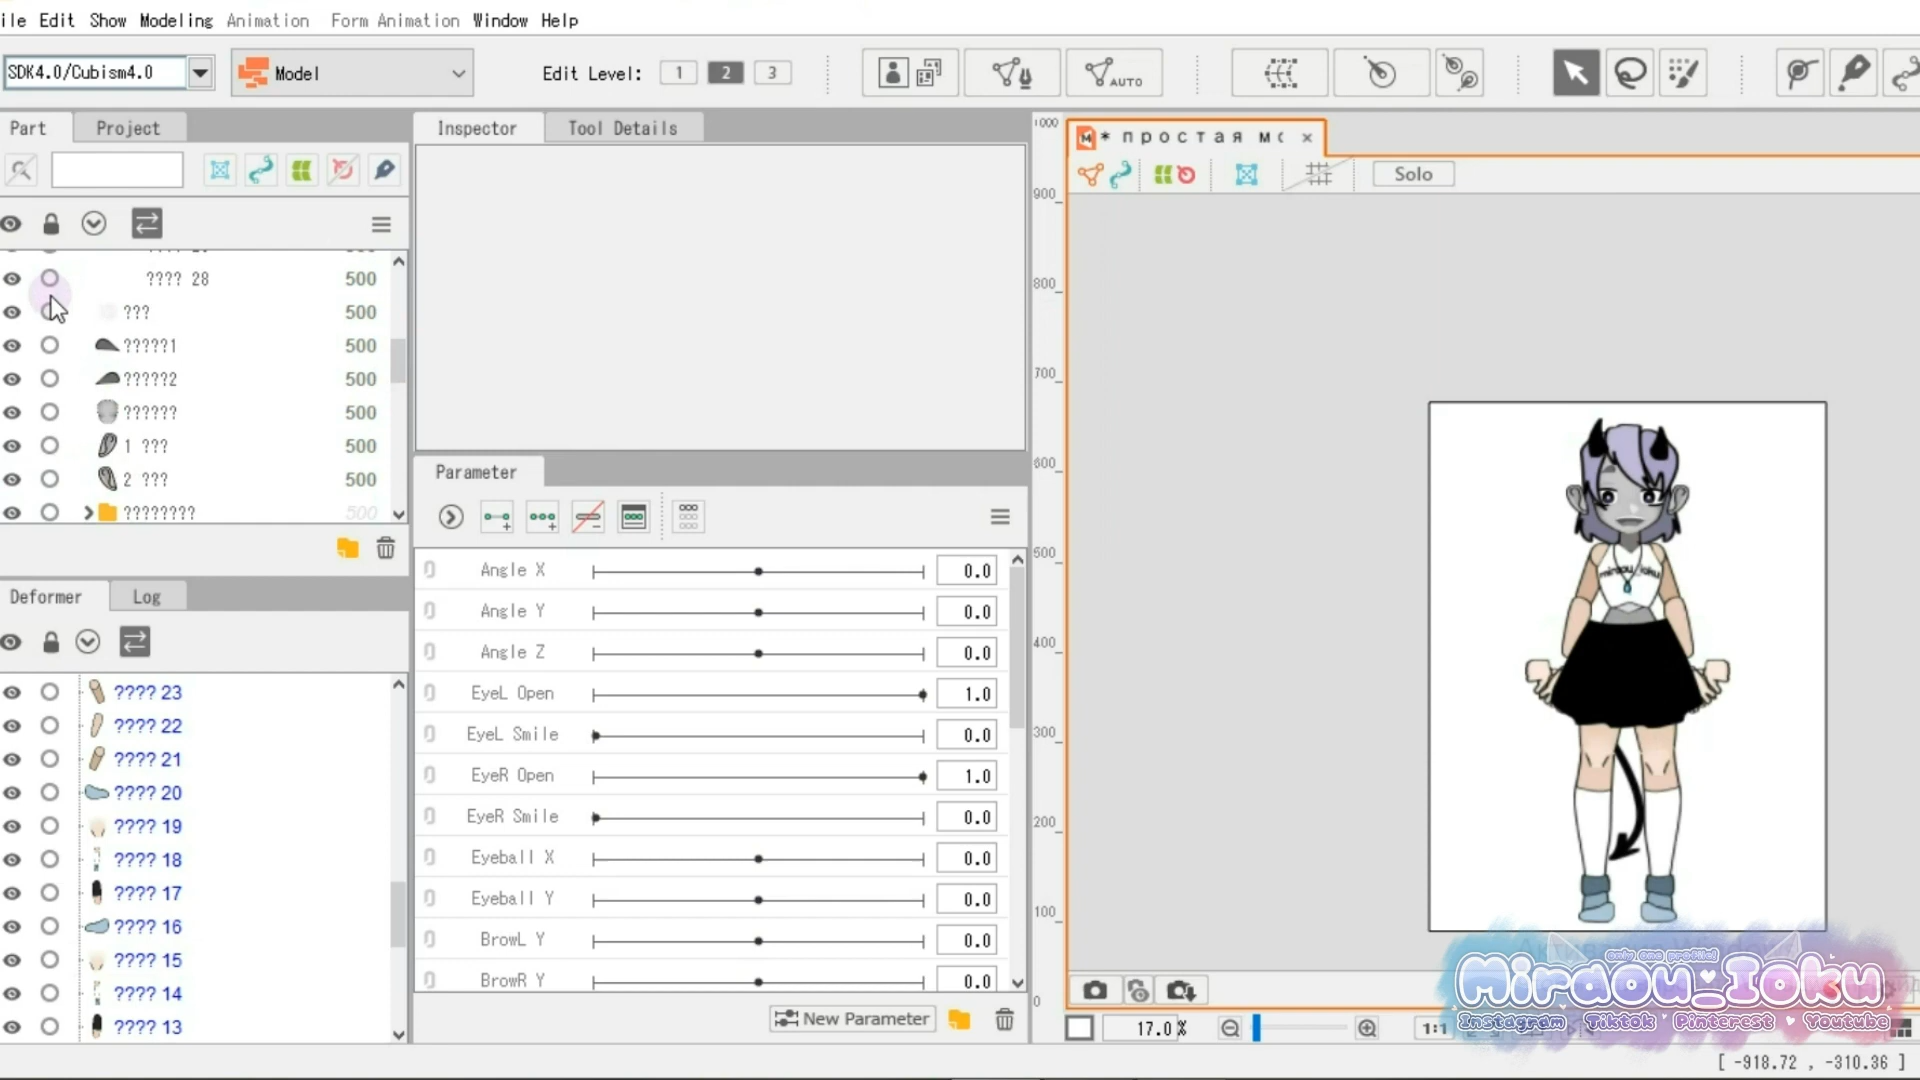 ile Edit Show Modeling Animation Form Animation Window Help
SDK4.0/Cubism4.0
Model
Edit Level: 1 2 3
AUTO
Part Project
Inspector Tool Details
* простая мо
Solo
???? 28 500
??? 500
?????1 500
?????2 500
?????? 500
1 ??? 500
2 ??? 500
???????? 500
Deformer Log
???? 23
???? 22
???? 21
???? 20
???? 19
???? 18
???? 17
???? 16
???? 15
???? 14
???? 13
Parameter
Angle X 0.0
Angle Y 0.0
Angle Z 0.0
EyeL Open 1.0
EyeL Smile 0.0
EyeR Open 1.0
EyeR Smile 0.0
Eyeball X 0.0
Eyeball Y 0.0
BrowL Y 0.0
BrowR Y 0.0
New Parameter
1000
900
800
700
600
500
400
300
200
100
0
miraou_ioku
17.0%
1:1
only one profile!
Miraou_Ioku
Instagram Tiktok Pinterest Youtube
[ -918.72 , -310.36 ]